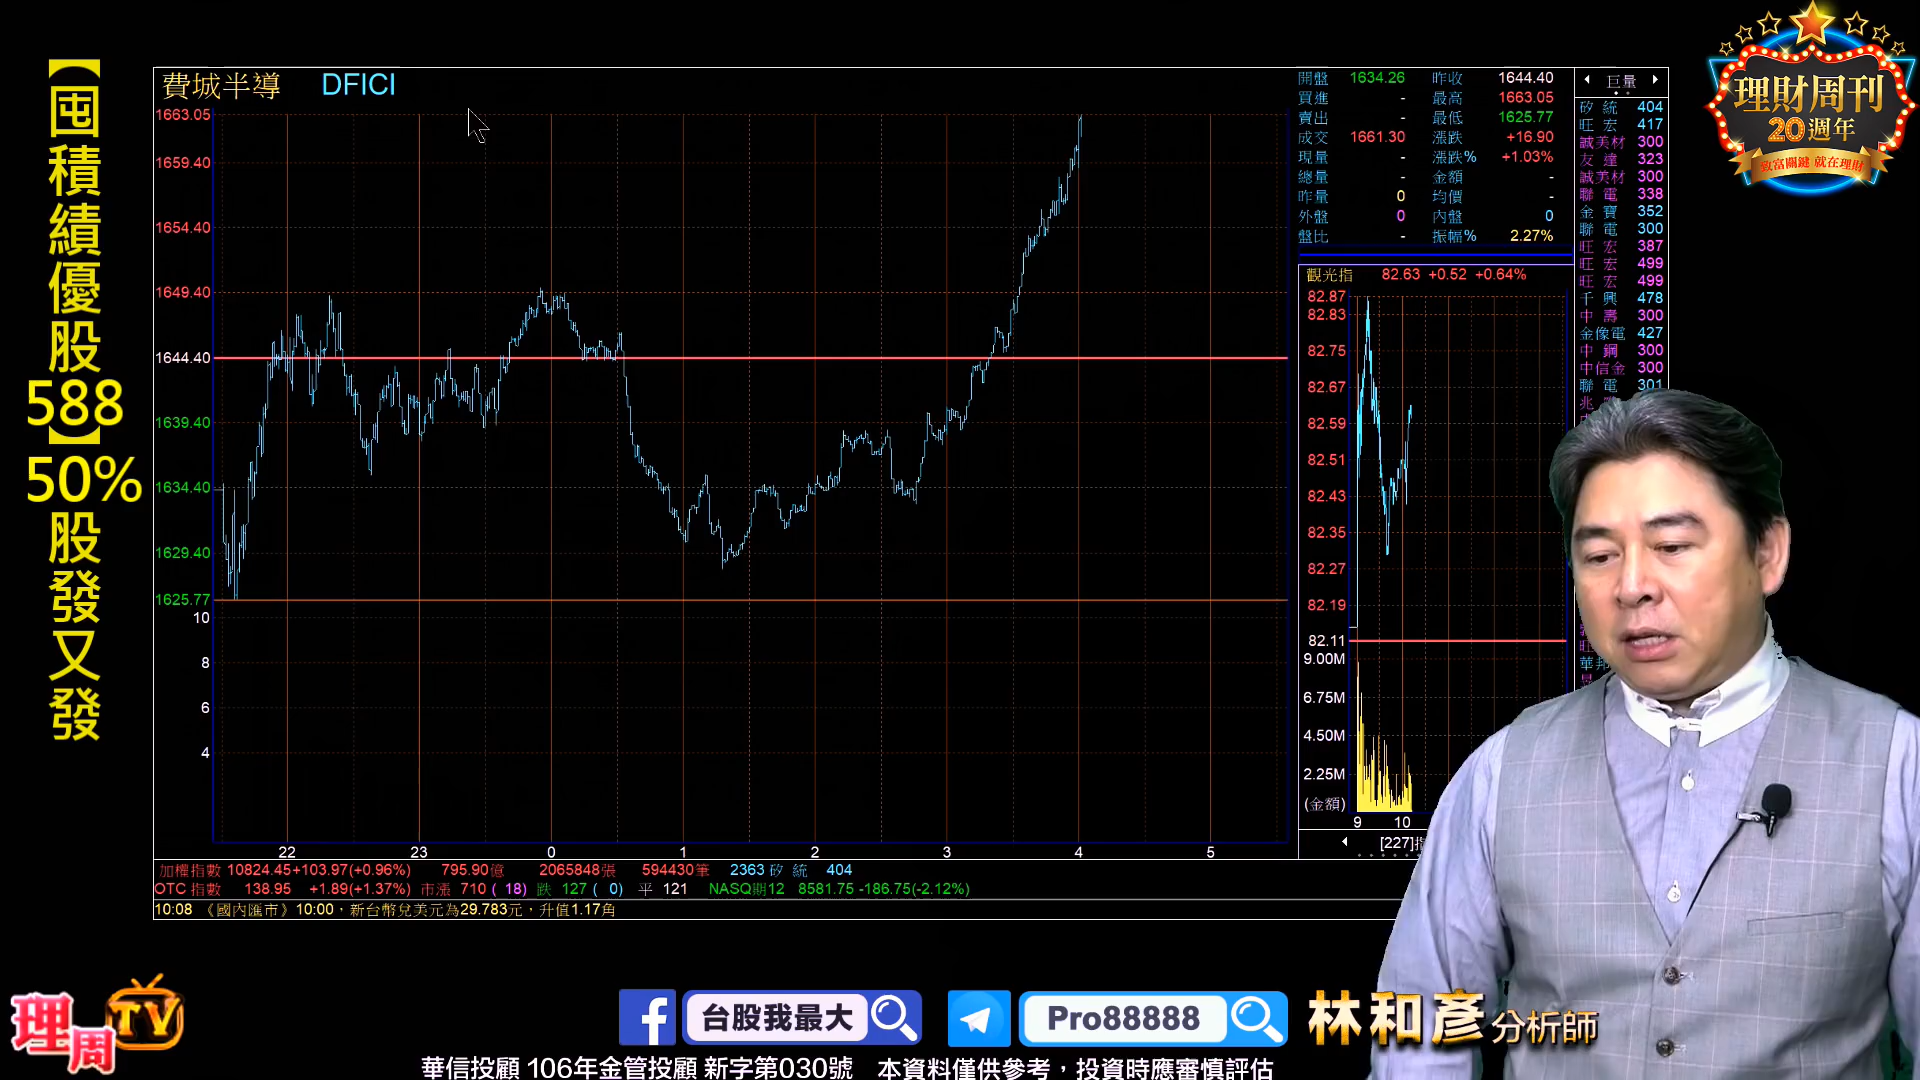 【囤積績優股588】50%股發又發
費城半導 DFICI
1663.05
1659.40
1654.40
1649.40
1644.40
1639.40
1634.40
1629.40
1625.77
10
8
6
4
22 23 0 1 2 3 4 5
開盤 1634.26 昨收 1644.40
買進 - 最高 1663.05
賣出 - 最低 1625.77
成交 1661.30 漲跌 +16.90
現量 - 漲跌% +1.03%
總量 - 金額 -
昨量 0 均價 -
外盤 0 內盤 0
盤比 - 振幅% 2.27%
觀光指 82.63 +0.52 +0.64%
82.87
82.83
82.75
82.67
82.59
82.51
82.43
82.35
82.27
82.19
82.11
9.00M
6.75M
4.50M
2.25M
(金額)
9 10
[227]
巨量
矽統 404
旺宏 417
誠美材 300
友達 323
誠美材 300
聯電 338
金寶 352
聯電 300
旺宏 387
旺宏 499
旺宏 499
千興 478
中壽 300
金像電 427
中鋼 300
中信金 300
聯電 301
加權指數 10824.45+103.97(+0.96%) 795.90億 2065848張 594430筆 2363 矽統 404
OTC指數 138.95 +1.89(+1.37%) 市漲 710 ( 18) 跌 127 ( 0) 平 121 NASQ期12 8581.75 -186.75(-2.12%)
10:08 《國內匯市》10:00，新台幣兌美元為29.783元，升值1.17角
理財周刊
20週年
致富關鍵 就在理財
理周TV
台股我最大
Pro88888
林和彥 分析師
華信投顧 106年金管投顧 新字第030號 本資料僅供參考，投資時應審慎評估